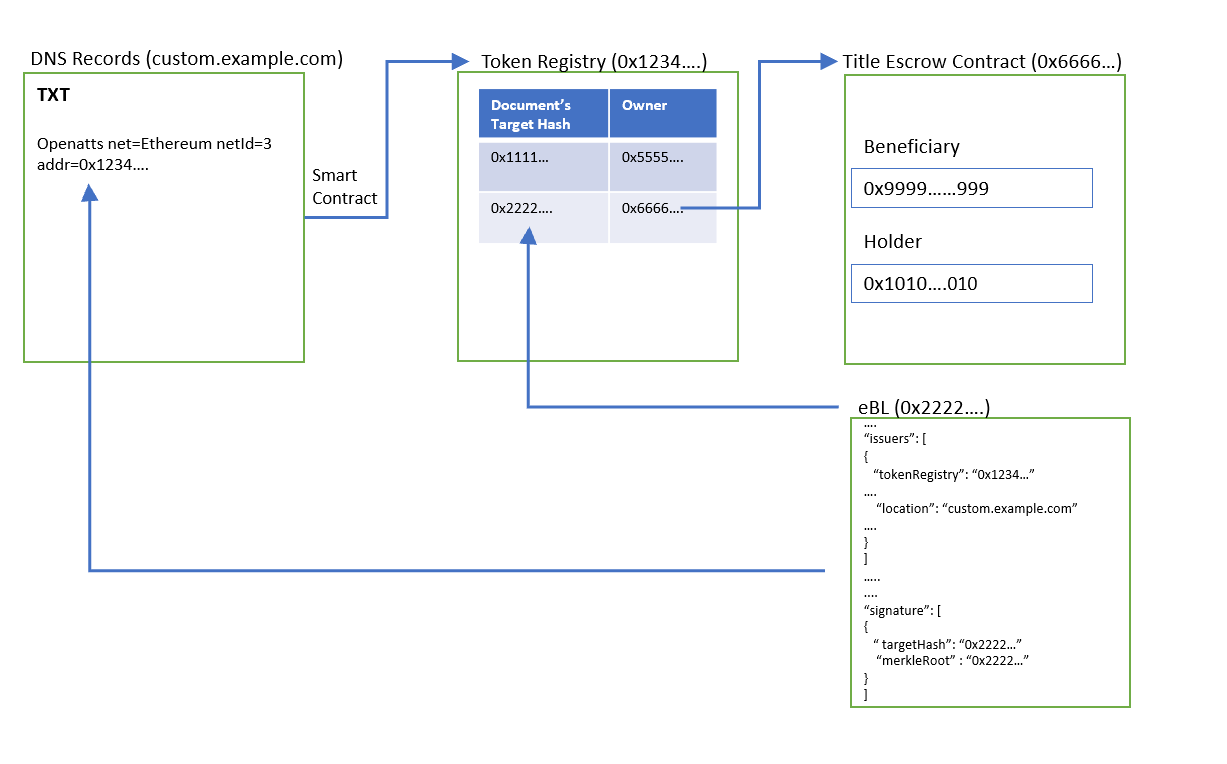 DNS Records (custom.example.com)
TXT
Openatts net=Ethereum netId=3
addr=0x1234....
Smart
Contract
Token Registry (0x1234....)
Document’s
Target Hash
Owner
0x1111...
0x5555....
0x2222....
0x6666....
Title Escrow Contract (0x6666...)
Beneficiary
0x9999......999
Holder
0x1010....010
eBL (0x2222....)
....
“issuers”: [
{
“tokenRegistry”: “0x1234...”
....
“location”: “custom.example.com”
....
}
]
.....
....
“signature”: [
{
“ targetHash”: “0x2222...”
“merkleRoot” : “0x2222...”
}
]